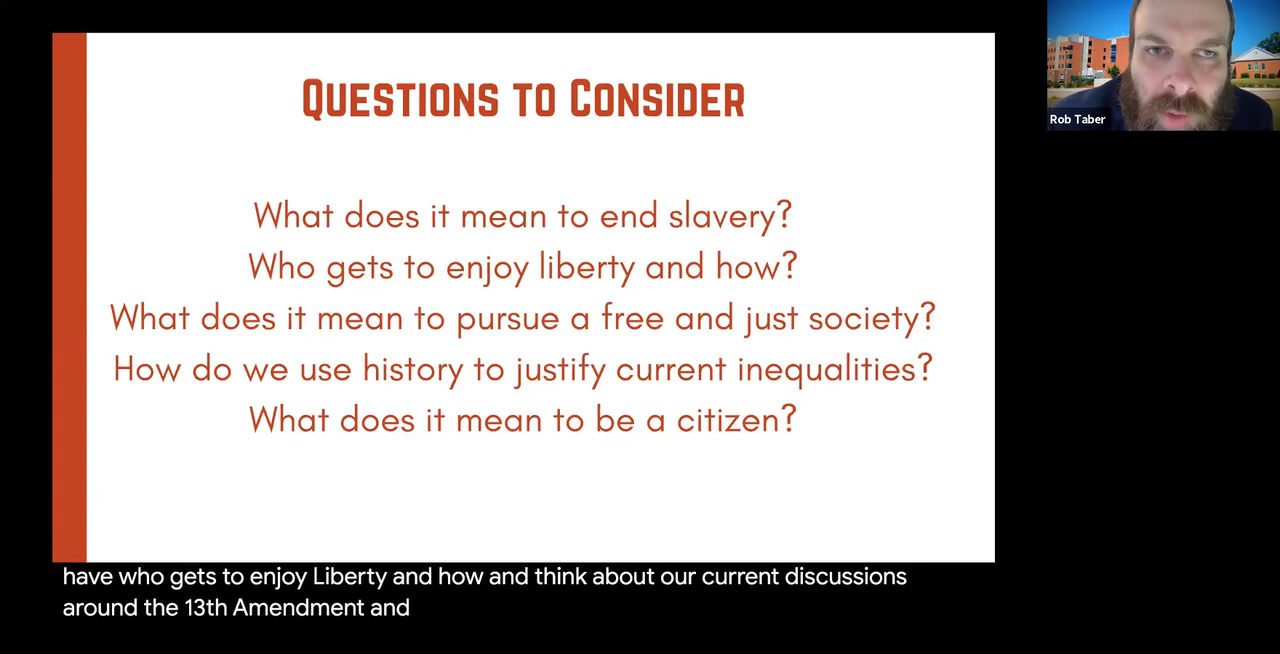 Questions to Consider
What does it mean to end slavery?
Who gets to enjoy liberty and how?
What does it mean to pursue a free and just society?
How do we use history to justify current inequalities?
What does it mean to be a citizen?
Rob Taber
have who gets to enjoy Liberty and how and think about our current discussions
around the 13th Amendment and